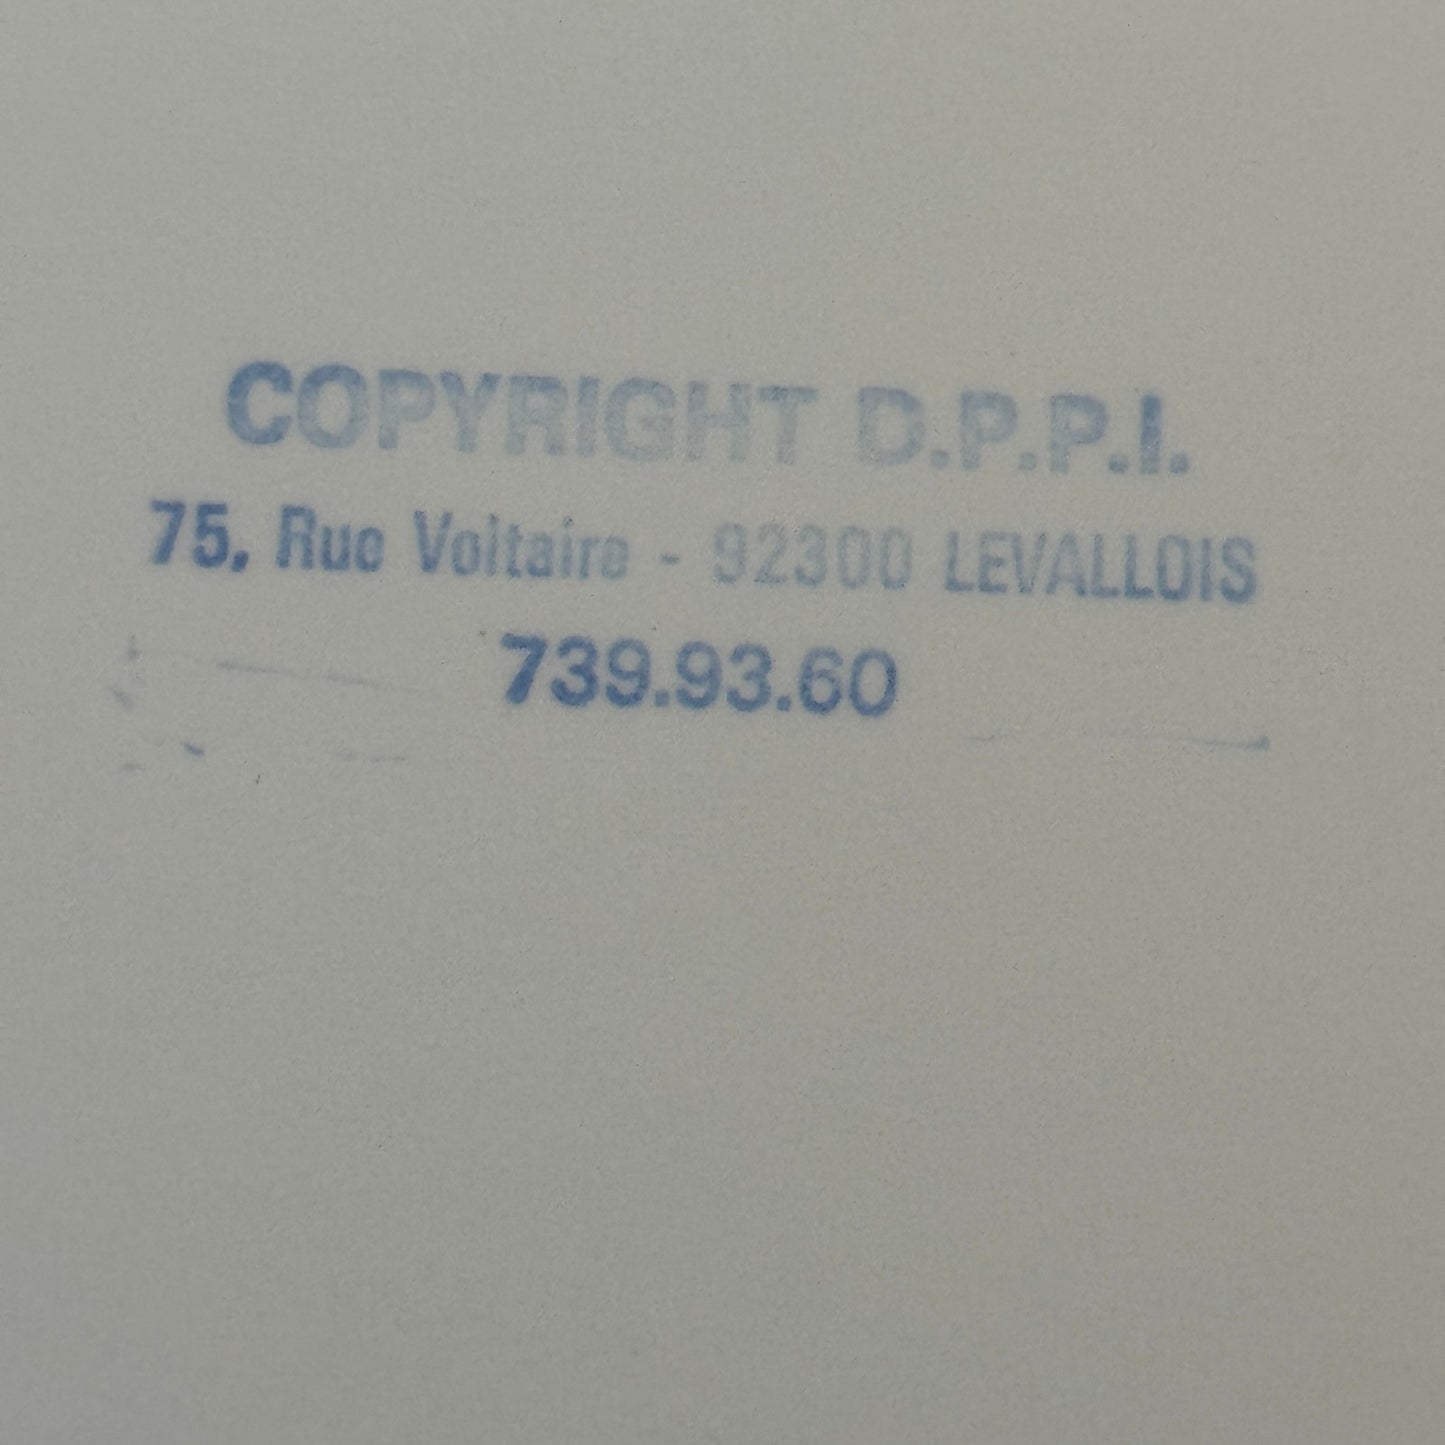 COPYRIGHT D.P.P.I.
75, Rue Voltaire - 92300 LEVALLOIS
739.93.60